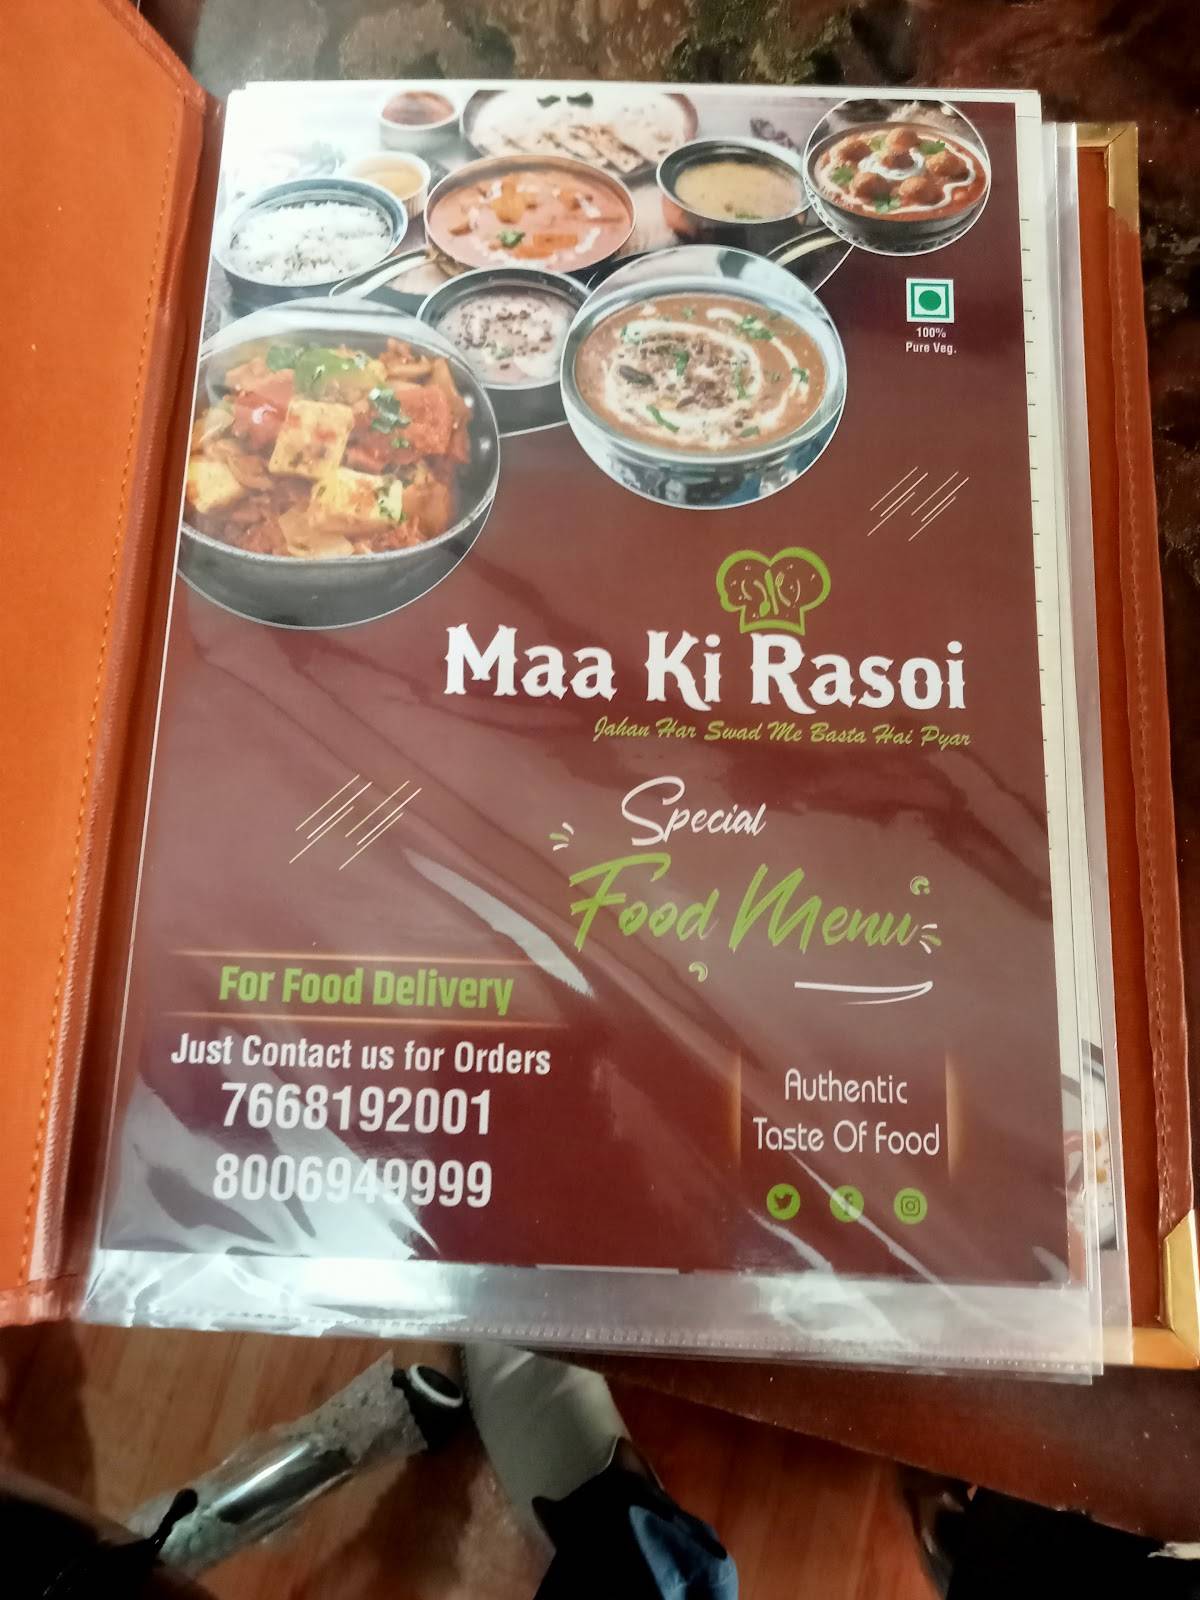 100%
Pure Veg.
Maa Ki Rasoi
Jahan Har Swad Me Basta Hai Pyar
Special
Food Menu
For Food Delivery
Just Contact us for Orders
7668192001
8006949999
Authentic
Taste Of Food